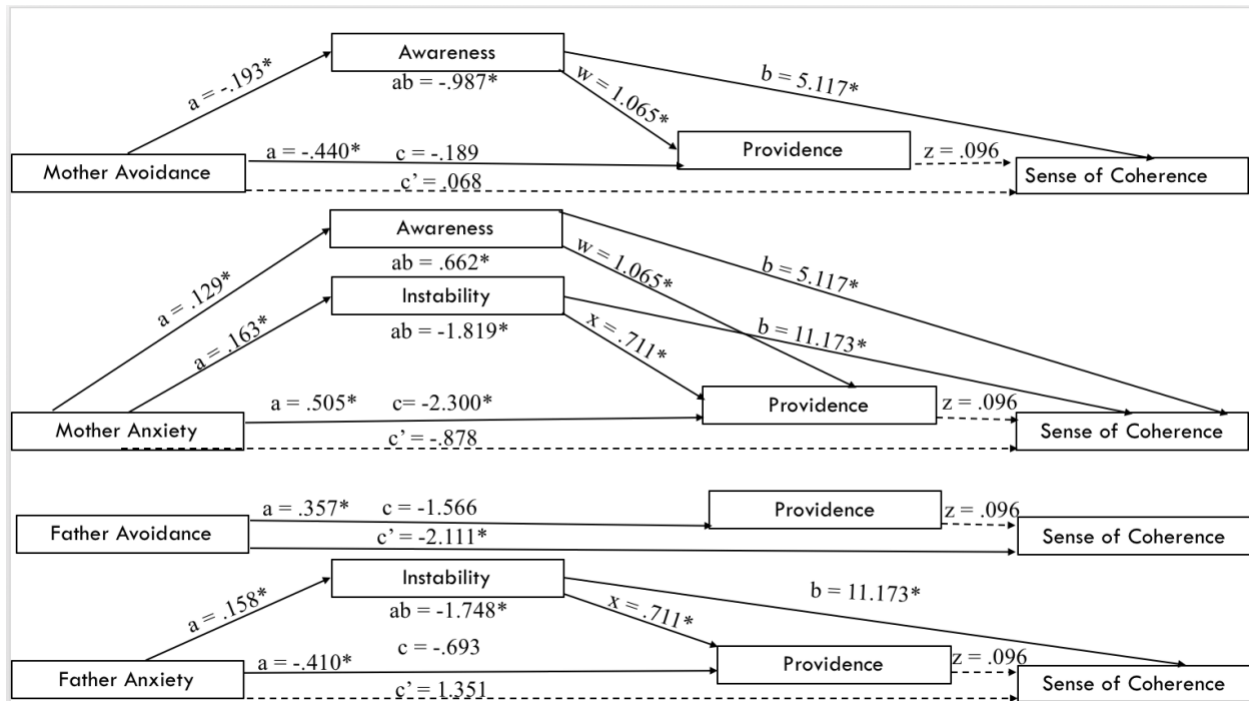 Awareness
a = -.193*
ab = -.987*
w = 1.065*
b = 5.117*
Mother Avoidance
a = -.440*
c = -.189
Providence
z = .096
Sense of Coherence
c' = .068
Awareness
a = .129*
ab = .662*
w = 1.065*
b = 5.117*
Instability
a = .163*
ab = -1.819*
x = .711*
b = 11.173*
Mother Anxiety
a = .505*
c= -2.300*
Providence
z = .096
Sense of Coherence
c' = -.878
Father Avoidance
a = .357*
c = -1.566
Providence
z = .096
Sense of Coherence
c' = -2.111*
Instability
a = .158*
ab = -1.748*
x = .711*
b = 11.173*
Father Anxiety
a = -.410*
c = -.693
Providence
z = .096
Sense of Coherence
c' = 1.351